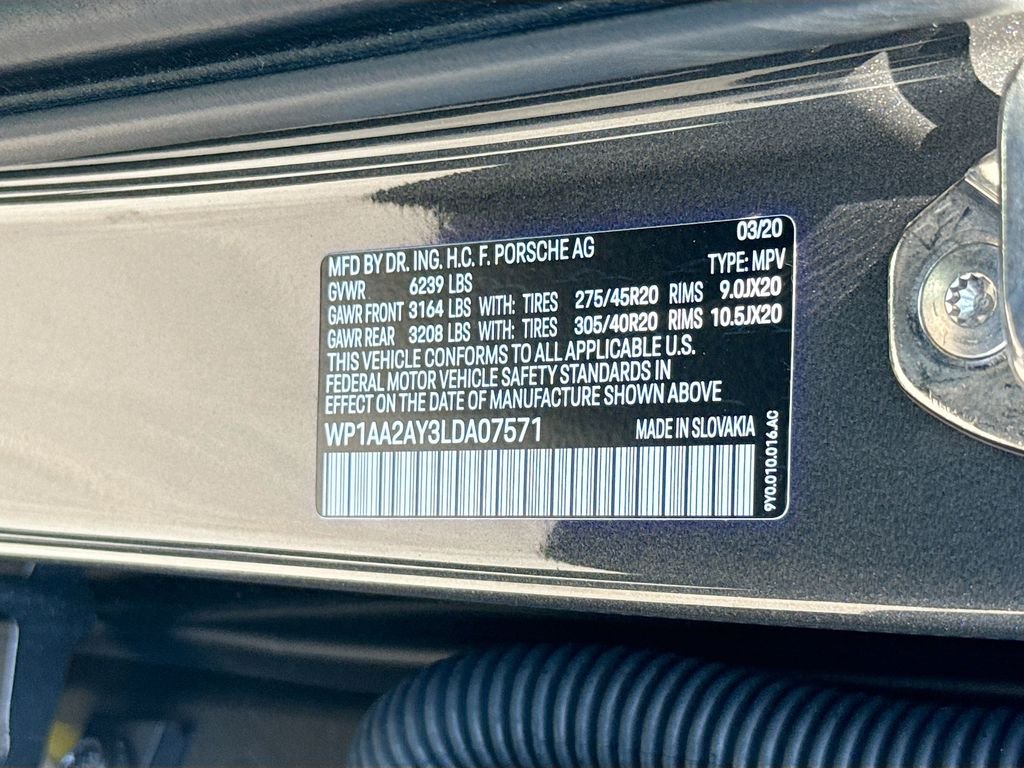 03/20
MFD BY DR. ING. H.C. F. PORSCHE AG
TYPE: MPV
GVWR 6239 LBS
GAWR FRONT 3164 LBS WITH: TIRES 275/45R20 RIMS 9.0JX20
GAWR REAR 3208 LBS WITH: TIRES 305/40R20 RIMS 10.5JX20
THIS VEHICLE CONFORMS TO ALL APPLICABLE U.S.
FEDERAL MOTOR VEHICLE SAFETY STANDARDS IN
EFFECT ON THE DATE OF MANUFACTURE SHOWN ABOVE
WP1AA2AY3LDA07571 MADE IN SLOVAKIA
9Y0.010.016.AC